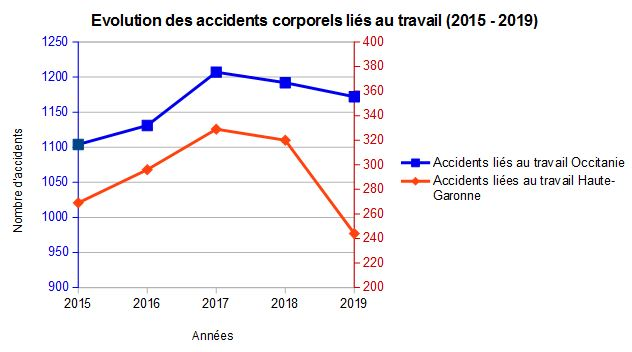 Evolution des accidents corporels liés au travail (2015 - 2019)
1250
1200
1150
1100
1050
1000
950
900
400
380
360
340
320
300
280
260
240
220
200
Nombre d'accidents
2015 2016 2017 2018 2019
Années
Accidents liés au travail Occitanie
Accidents liées au travail Haute-
Garonne